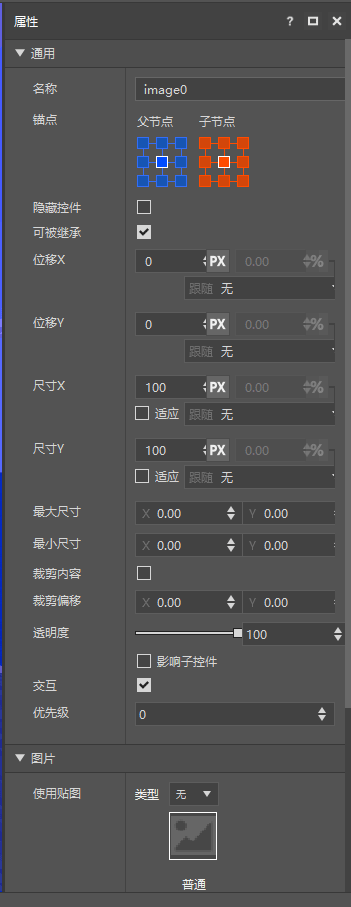 属性 ?
通用
名称 image0
锚点 父节点 子节点
隐藏控件
可被继承
位移X 0 PX 0.00 %
跟随 无
位移Y 0 PX 0.00 %
跟随 无
尺寸X 100 PX 0.00 %
适应 跟随 无
尺寸Y 100 PX 0.00 %
适应 跟随 无
最大尺寸 X 0.00 Y 0.00
最小尺寸 X 0.00 Y 0.00
裁剪内容
裁剪偏移 X 0.00 Y 0.00
透明度 100
影响子控件
交互
优先级 0
图片
使用贴图 类型 无
普通